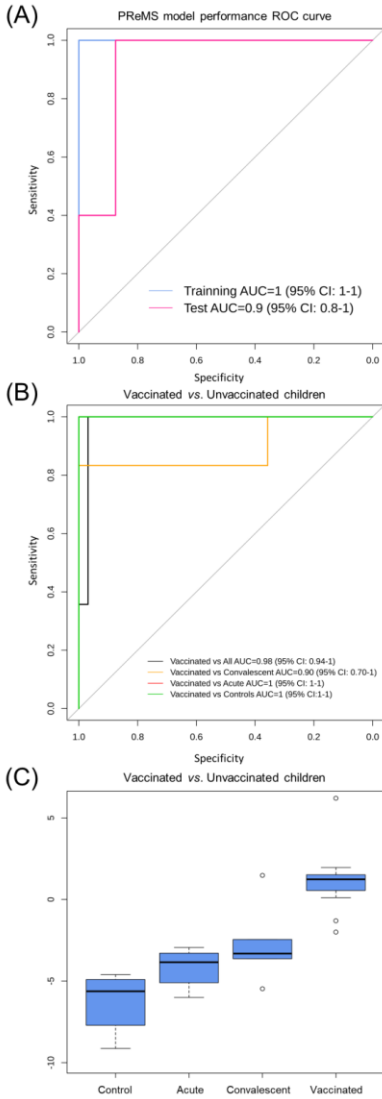 (A)
PReMS model performance ROC curve
Sensitivity
1.0
0.8
0.6
0.4
0.2
0.0
Trainning AUC=1 (95% CI: 1-1)
Test AUC=0.9 (95% CI: 0.8-1)
1.0 0.8 0.6 0.4 0.2 0.0
Specificity
(B)
Vaccinated vs. Unvaccinated children
Sensitivity
1.0
0.8
0.6
0.4
0.2
0.0
Vaccinated vs All AUC=0.98 (95% CI: 0.94-1)
Vaccinated vs Convalescent AUC=0.90 (95% CI: 0.70-1)
Vaccinated vs Acute AUC=1 (95% CI: 1-1)
Vaccinated vs Controls AUC=1 (95% CI:1-1)
1.0 0.8 0.6 0.4 0.2 0.0
Specificity
(C)
Vaccinated vs. Unvaccinated children
5
0
-5
-10
Control Acute Convalescent Vaccinated